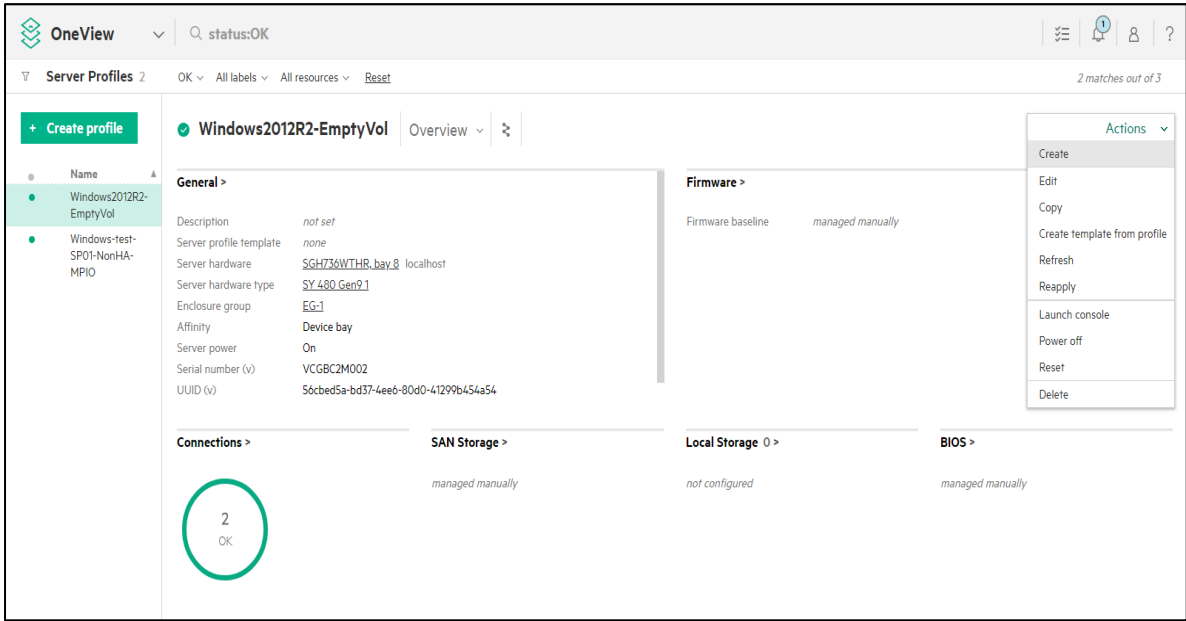 OneView
status:OK
1
?
Server Profiles 2
OK
All labels
All resources
Reset
2 matches out of 3
+ Create profile
Name
Windows2012R2-
EmptyVol
Windows-test-
SP01-NonHA-
MPIO
Windows2012R2-EmptyVol
Overview
Actions
Create
Edit
Copy
Create template from profile
Refresh
Reapply
Launch console
Power off
Reset
Delete
General >
Description not set
Server profile template none
Server hardware SGH736WTHR, bay 8 localhost
Server hardware type SY 480 Gen9 1
Enclosure group EG-1
Affinity Device bay
Server power On
Serial number (v) VCGBC2M002
UUID (v) 56cbed5a-bd37-4ee6-80d0-41299b454a54
Firmware >
Firmware baseline managed manually
Connections >
2
OK
SAN Storage >
managed manually
Local Storage 0 >
not configured
BIOS >
managed manually